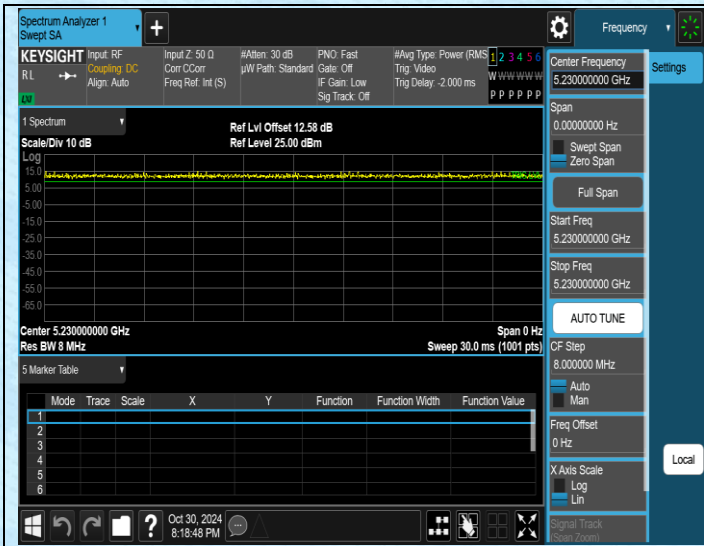 Spectrum Analyzer 1
Swept SA
Frequency
KEYSIGHT
RL
LXI
Input: RF
Coupling: DC
Align: Auto
Input Z: 50 Ω
Corr CCorr
Freq Ref: Int (S)
#Atten: 30 dB
µW Path: Standard
PNO: Fast
Gate: Off
IF Gain: Low
Sig Track: Off
#Avg Type: Power (RMS
Trig: Video
Trig Delay: -2.000 ms
1 2 3 4 5 6
W W W W W W
P P P P P P
Center Frequency
5.230000000 GHz
Settings
Span
0.00000000 Hz
Swept Span
Zero Span
Full Span
Start Freq
5.230000000 GHz
Stop Freq
5.230000000 GHz
AUTO TUNE
CF Step
8.000000 MHz
Auto
Man
Freq Offset
0 Hz
X Axis Scale
Log
Lin
Signal Track
(Span Zoom)
Local
1 Spectrum
Scale/Div 10 dB
Ref Lvl Offset 12.58 dB
Ref Level 25.00 dBm
Log
15.0
5.00
-5.00
-15.0
-25.0
-35.0
-45.0
-55.0
-65.0
Center 5.230000000 GHz
Res BW 8 MHz
Span 0 Hz
Sweep 30.0 ms (1001 pts)
5 Marker Table
Mode Trace Scale X Y Function Function Width Function Value
1
2
3
4
5
6
?
Oct 30, 2024
8:18:48 PM